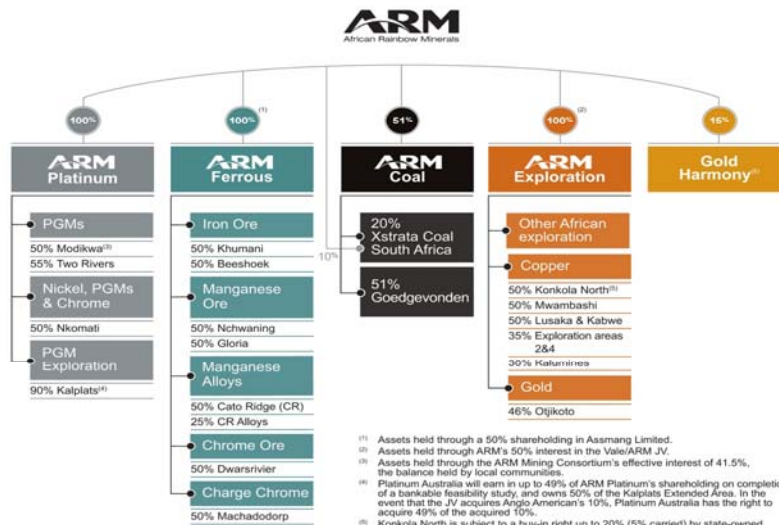 ARM
African Rainbow Minerals
100%
(1)
100%
51%
(2)
100%
15%
ARM
Platinum
PGMs
50% Modikwa(3)
55% Two Rivers
Nickel, PGMs
& Chrome
50% Nkomati
PGM
Exploration
90% Kalplats(4)
ARM
Ferrous
Iron Ore
50% Khumani
50% Beeshoek
Manganese
Ore
50% Nchwaning
50% Gloria
Manganese
Alloys
50% Cato Ridge (CR)
25% CR Alloys
Chrome Ore
50% Dwarsrivier
Charge Chrome
50% Machadodorp
ARM
Coal
10%
20%
Xstrata Coal
South Africa
51%
Goedgevonden
ARM
Exploration
Other African
exploration
Copper
50% Konkola North(5)
50% Mwambashi
50% Lusaka & Kabwe
35% Exploration areas
2&4
Kalumines
Gold
46% Otjikoto
Gold
Harmony
(1) Assets held through a 50% shareholding in Assmang Limited.
(2) Assets held through ARM's 50% interest in the Vale/ARM JV.
(3) Assets held through the ARM Mining Consortium's effective interest of 41.5%,
the balance held by local communities.
(4) Platinum Australia will earn in up to 49% of ARM Platinum's shareholding on completio
of a bankable feasibility study, and owns 50% of the Kalplats Extended Area. In the
event that the JV acquires Anglo American's 10%, Platinum Australia has the right to
acquire 49% of the acquired 10%.
(5) Konkola North is subject to a buy-in right up to 20% (5% carried) by state-owned